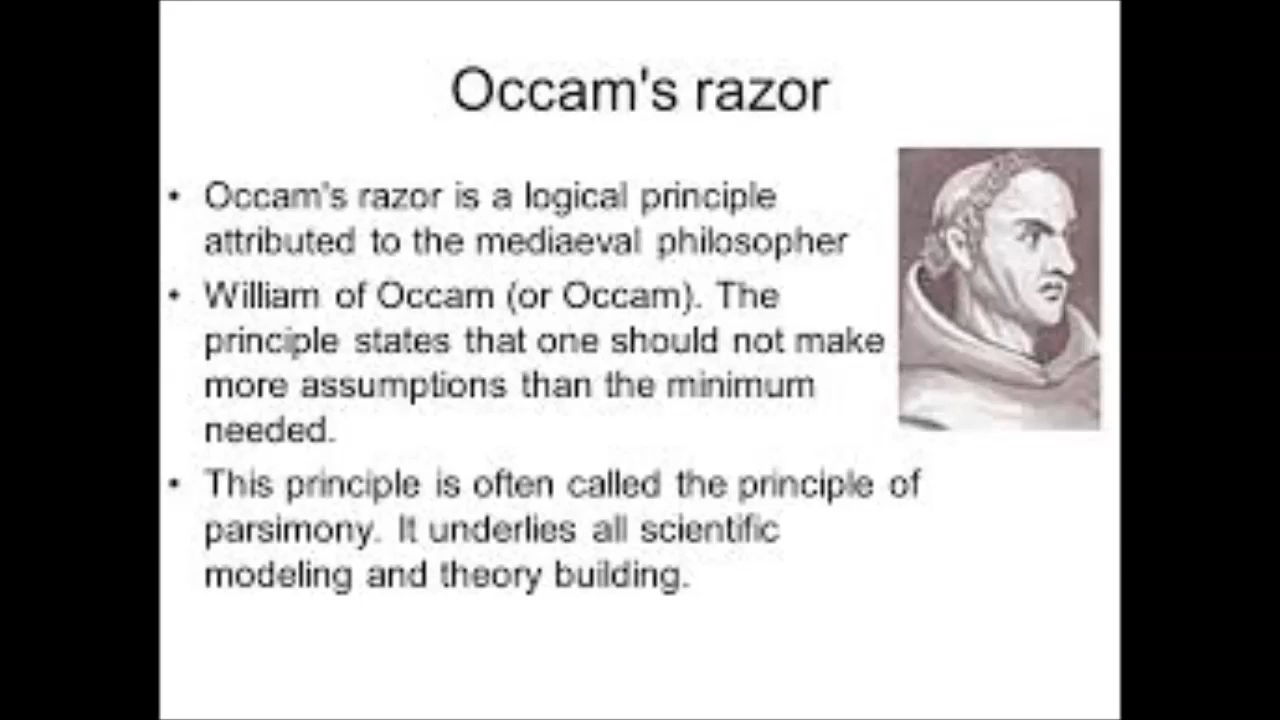 Occam's razor
• Occam's razor is a logical principle
attributed to the mediaeval philosopher
• William of Occam (or Occam). The
principle states that one should not make
more assumptions than the minimum
needed.
• This principle is often called the principle of
parsimony. It underlies all scientific
modeling and theory building.